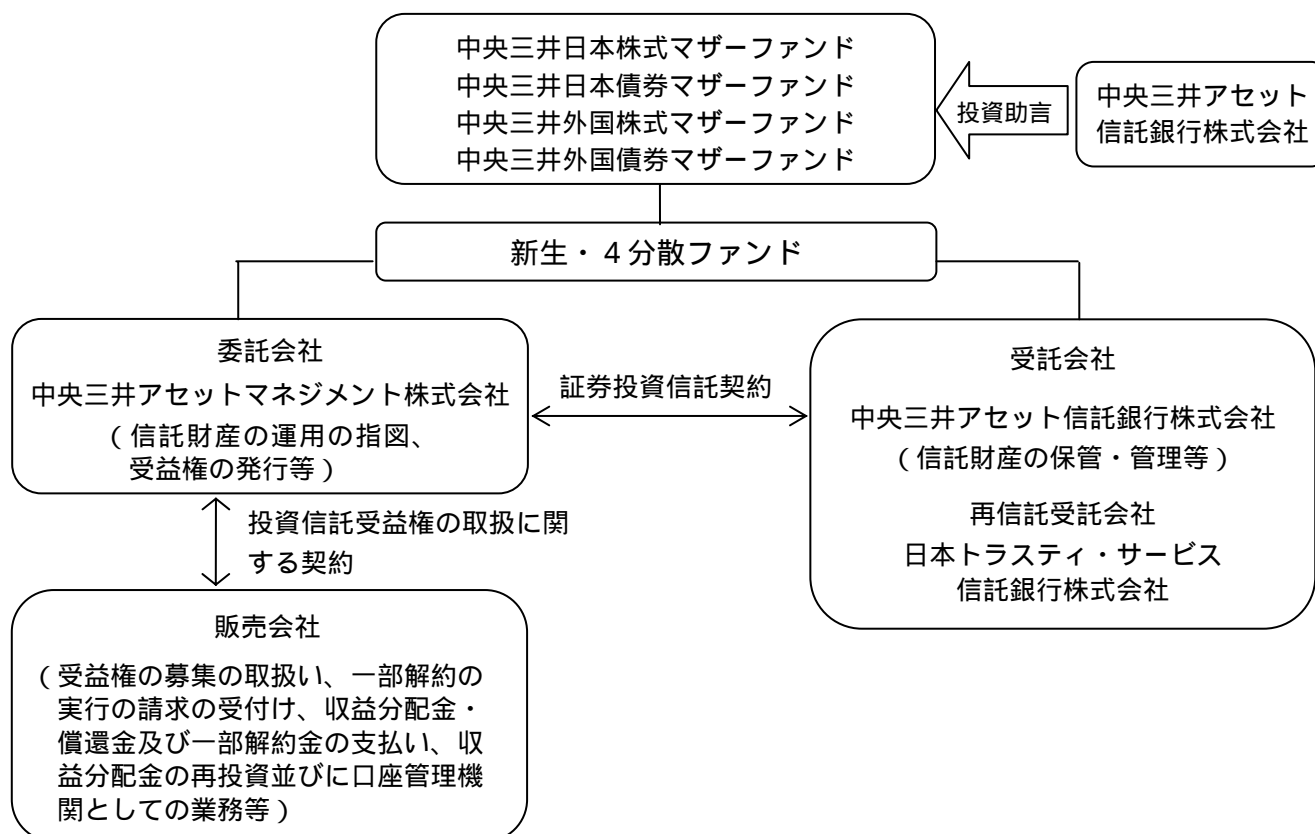 中央三井日本株式マザーファンド
中央三井日本債券マザーファンド
中央三井外国株式マザーファンド
中央三井外国債券マザーファンド
投資助言
中央三井アセット
信託銀行株式会社
新生・４分散ファンド
委託会社
中央三井アセットマネジメント株式会社
（信託財産の運用の指図、
受益権の発行等）
証券投資信託契約
受託会社
中央三井アセット信託銀行株式会社
（信託財産の保管・管理等）
再信託受託会社
日本トラスティ・サービス
信託銀行株式会社
投資信託受益権の取扱に関
する契約
販売会社
（受益権の募集の取扱い、一部解約の
実行の請求の受付け、収益分配金・
償還金及び一部解約金の支払い、収
益分配金の再投資並びに口座管理機
関としての業務等）